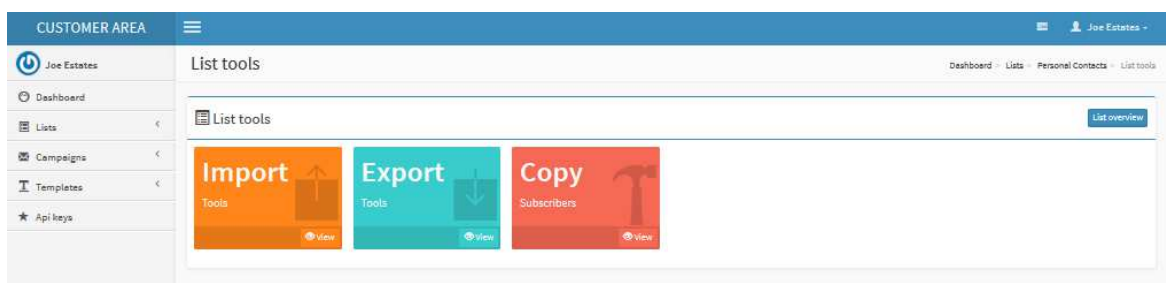 CUSTOMER AREA
Joe Estates
Joe Estates
List tools
Dashboard > Lists > Personal Contacts > List tools
Dashboard
Lists
Campaigns
Templates
Api keys
List tools
List overview
Import
Tools
View
Export
Tools
View
Copy
Subscribers
View